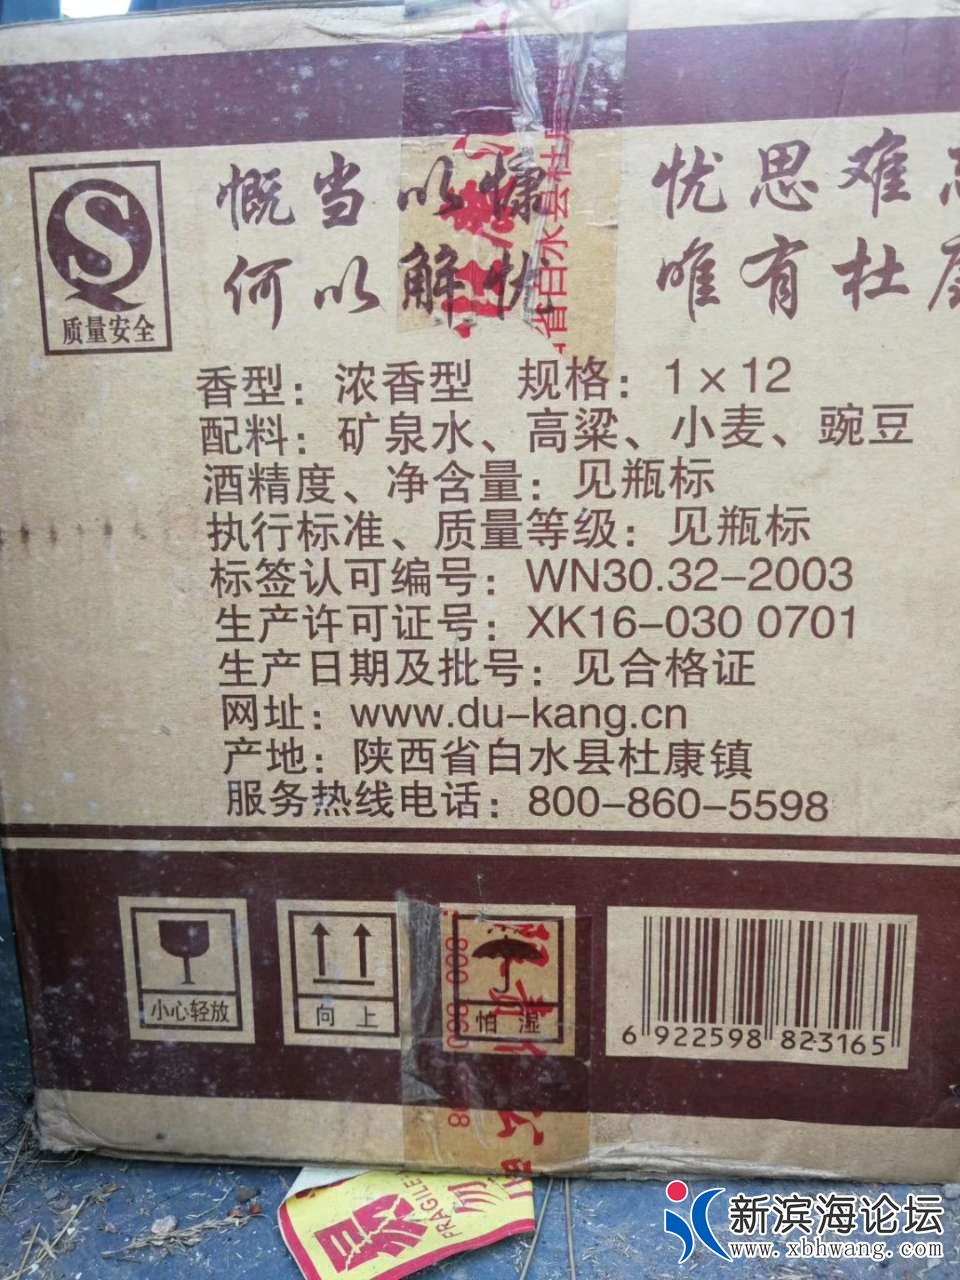 慨当以慷 忧思难忘
何以解忧 唯有杜康
质量安全
香型：浓香型 规格：1×12
配料：矿泉水、高粱、小麦、豌豆
酒精度、净含量：见瓶标
执行标准、质量等级：见瓶标
标签认可编号：WN30.32-2003
生产许可证号：XK16-030 0701
生产日期及批号：见合格证
网址：www.du-kang.cn
产地：陕西省白水县杜康镇
服务热线电话：800-860-5598
小心轻放
向上
怕湿
6 922598 823165
省白水县杜
FRAGILE
新滨海论坛
www.xbhwang.com